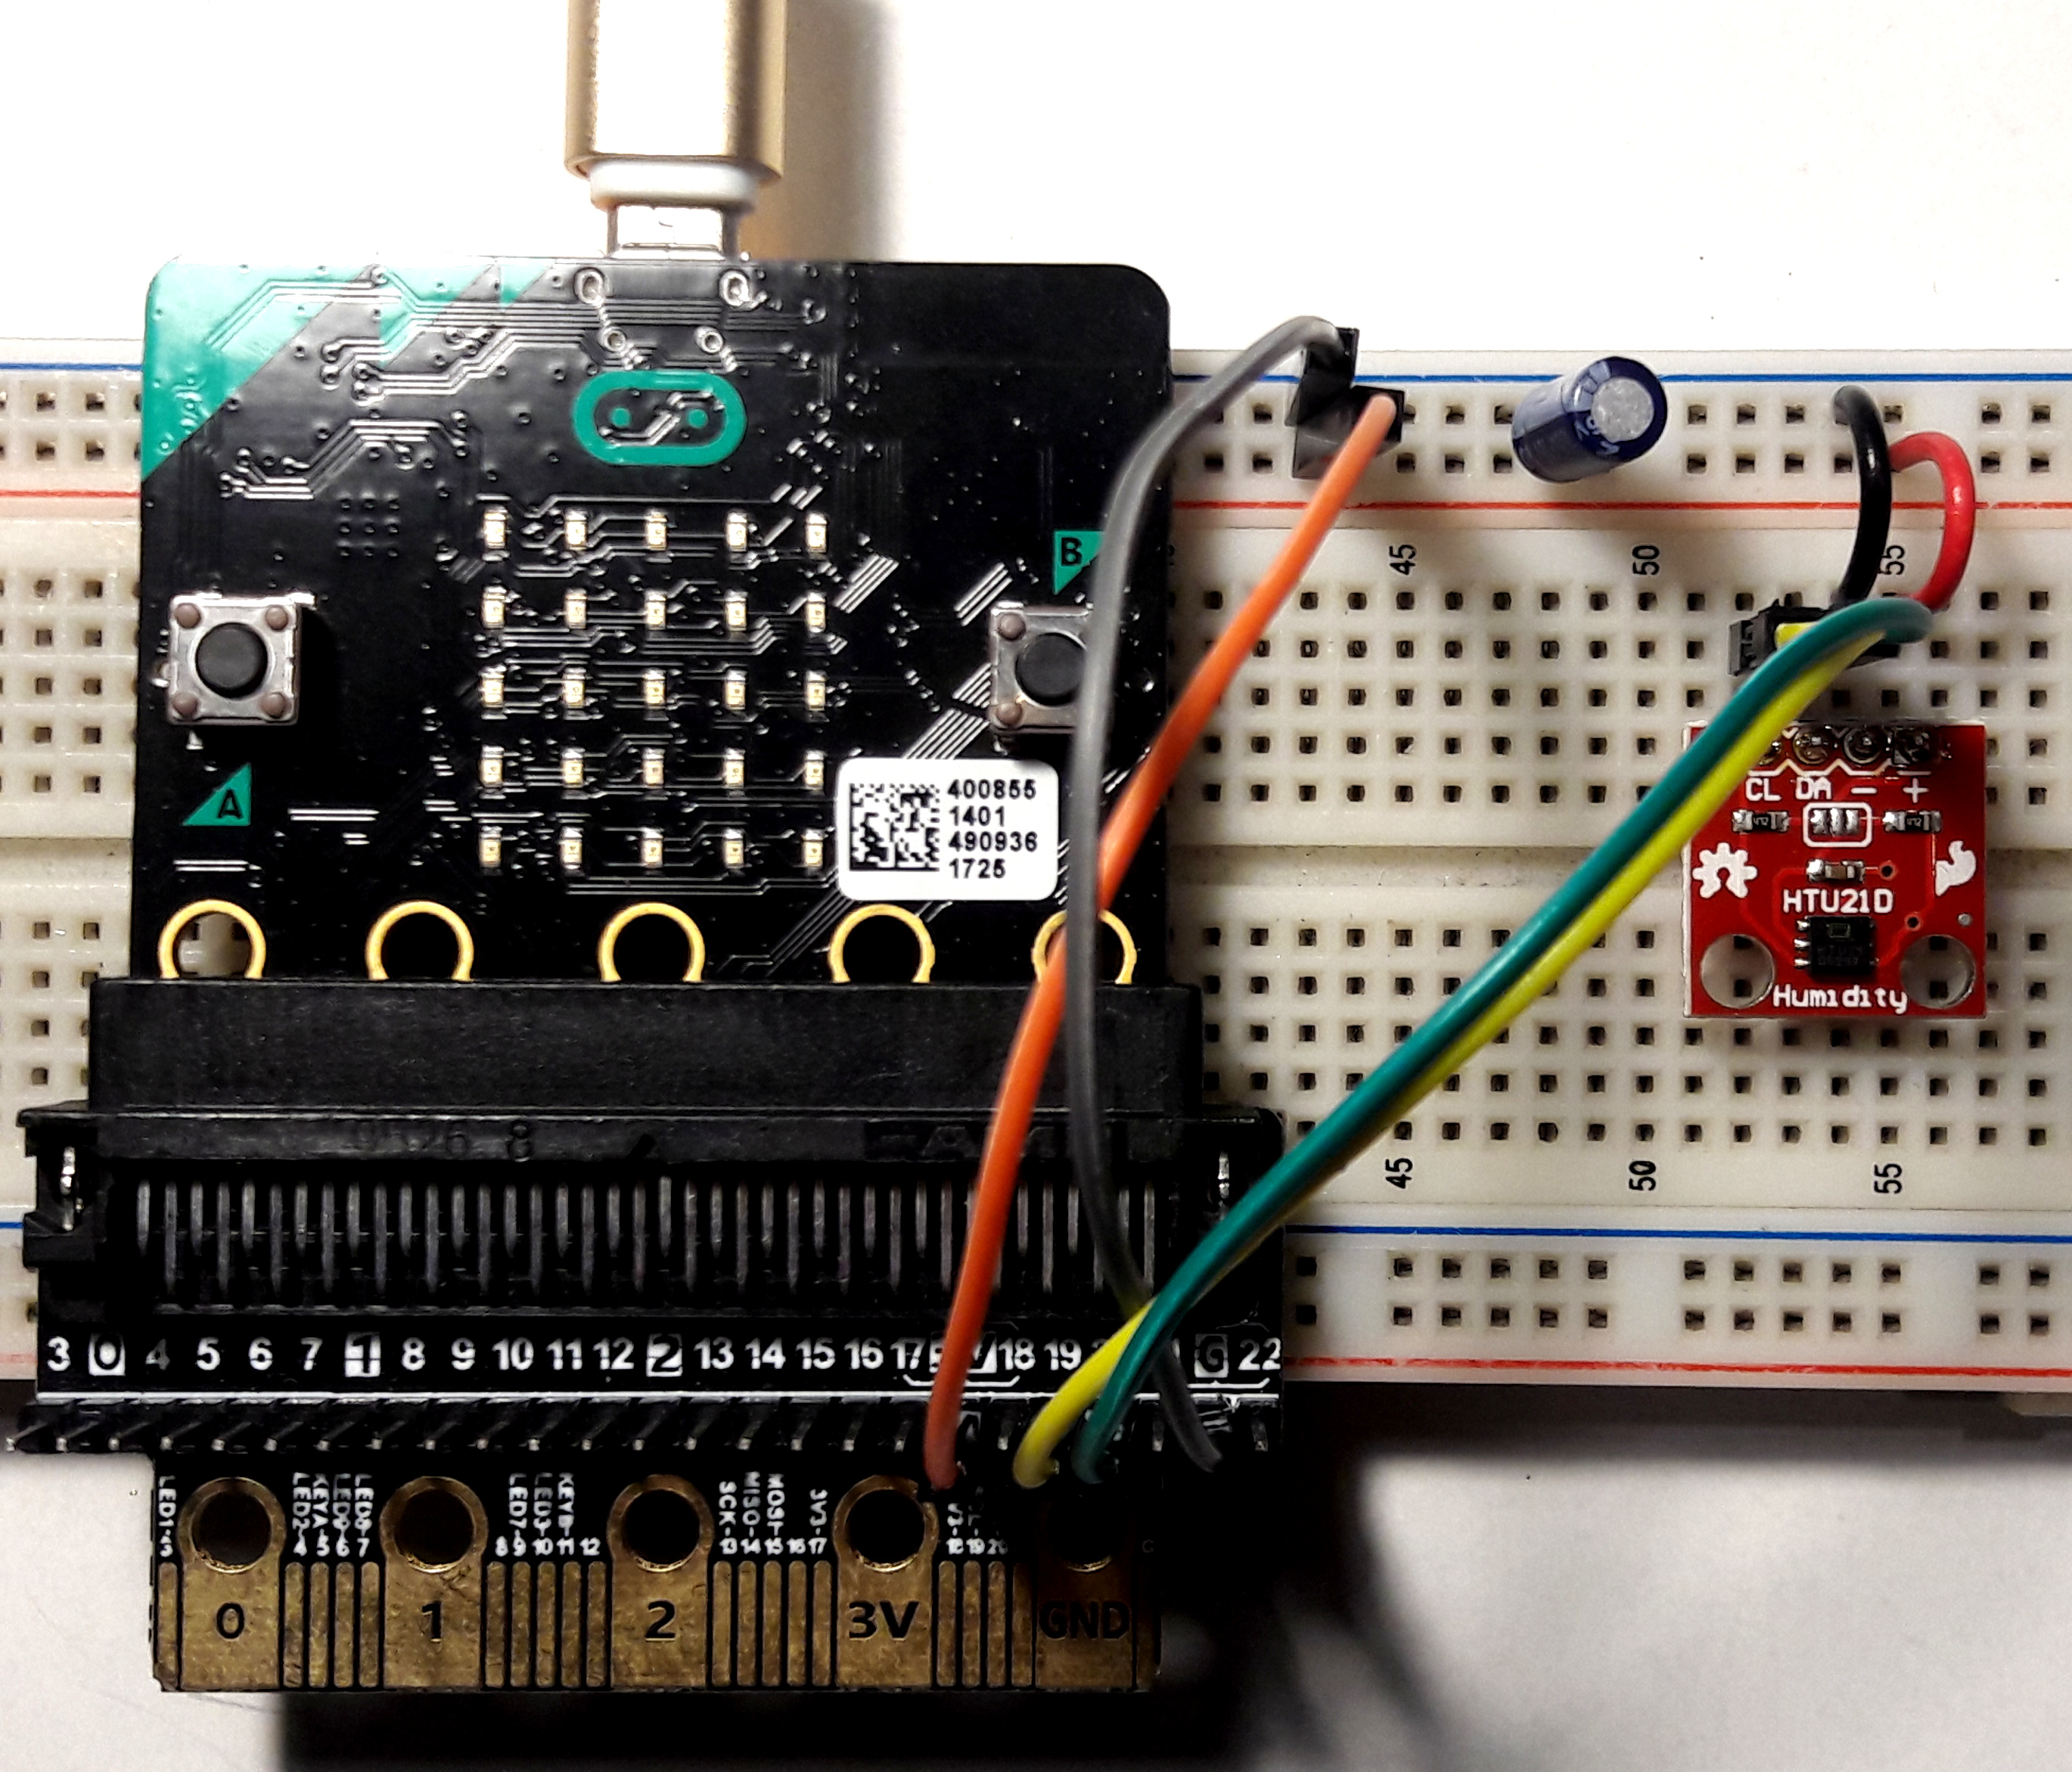 B
A
400855
1401
490936
1725
45
50
55
CL DA - +
HTU21D
Humidity
45
50
55
3 0 4 5 6 7 1 8 9 10 11 12 2 13 14 15 16 17 18 19 G 22
LED1-3
LED2-4
KEYA-5
LED9-6
LED8-7
8
LED7-9
LED3-10
KEYB-11
12
SCK-13
MISO-14
MOSI-15
16
3V3-17
18
19
0
1
2
3V
GND